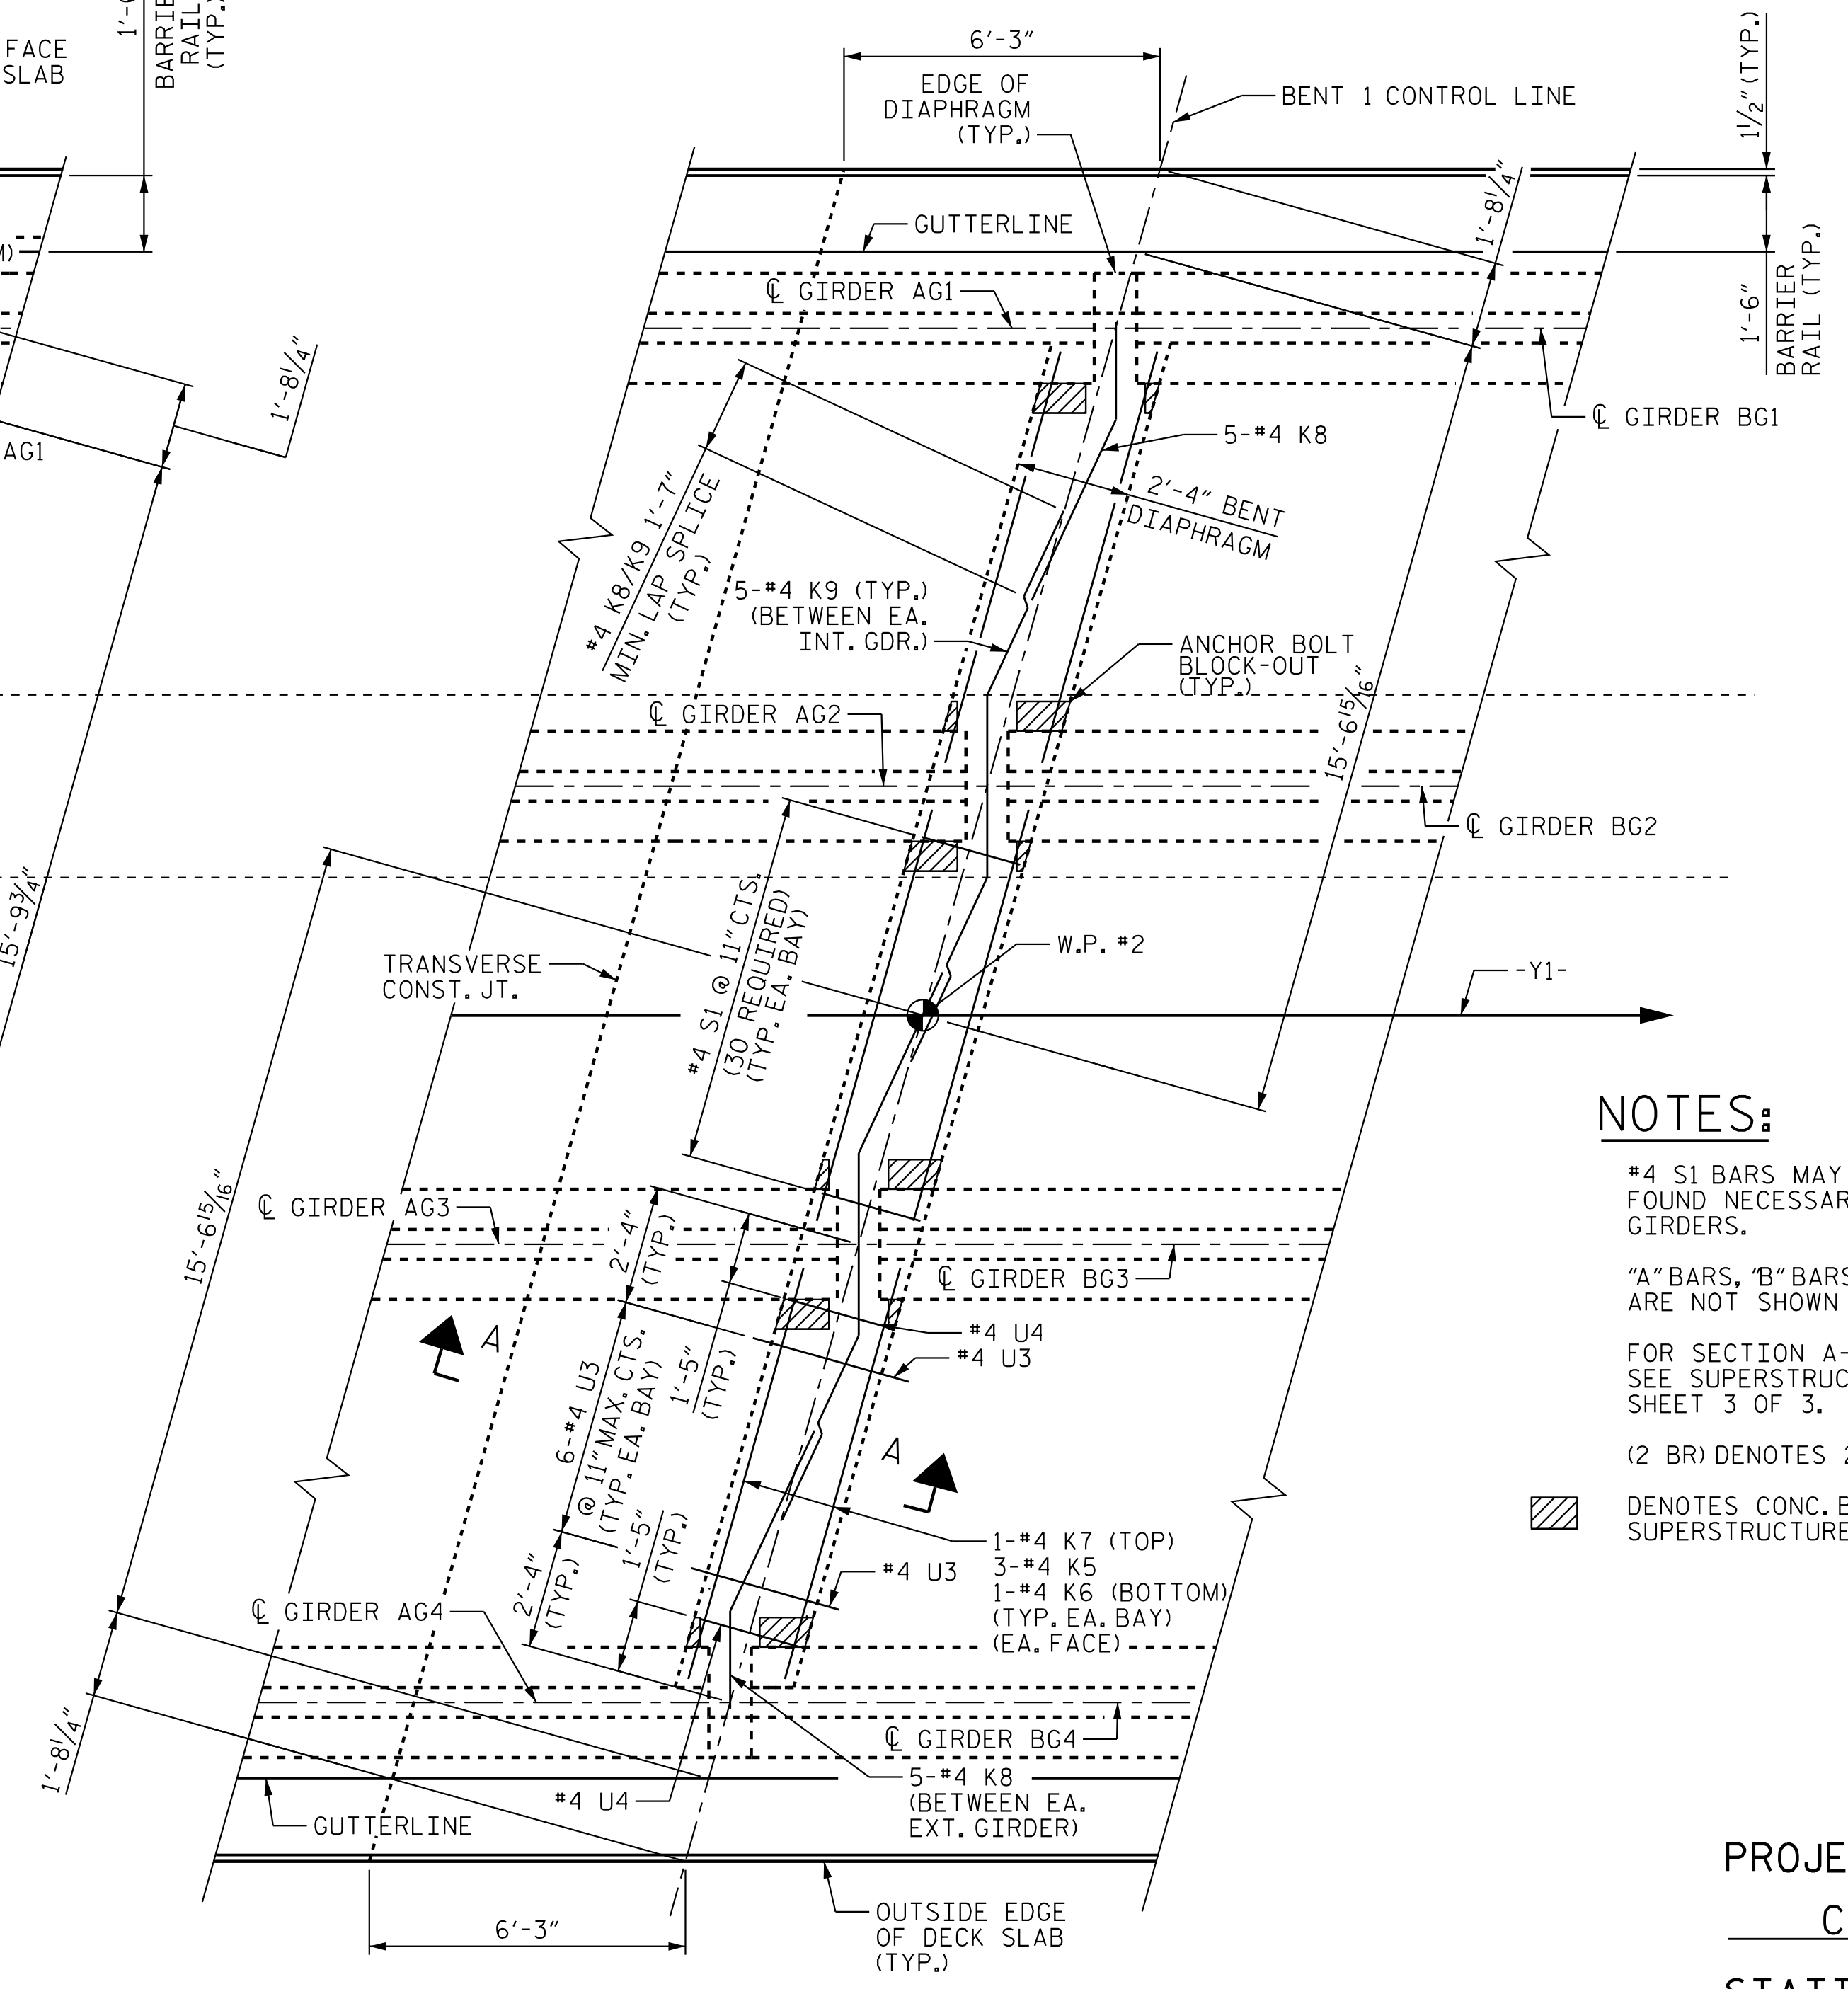 FACE
SLAB
BARRIE
RAIL
(TYP.)
6'-3"
EDGE OF
DIAPHRAGM
(TYP.)
BENT 1 CONTROL LINE
1½"(TYP.)
1'-8¼"
GUTTERLINE
℄ GIRDER AG1
1'-6"
BARRIER
RAIL (TYP.)
1'-8¼"
AG1
℄ GIRDER BG1
5-#4 K8
2'-4" BENT
DIAPHRAGM
#4 K8/K9 1'-7"
MIN. LAP SPLICE
(TYP.)
5-#4 K9 (TYP.)
(BETWEEN EA.
INT. GDR.)
ANCHOR BOLT
BLOCK-OUT
(TYP.)
℄ GIRDER AG2
15'-6 15/16"
℄ GIRDER BG2
15'-9¾"
#4 S1 @ 11" CTS.
(30 REQUIRED)
(TYP. EA. BAY)
W.P. #2
TRANSVERSE
CONST. JT.
-Y1-
NOTES:
#4 S1 BARS MAY
FOUND NECESSAR
GIRDERS.
"A" BARS, "B" BARS
ARE NOT SHOWN
FOR SECTION A-
SEE SUPERSTRUC
SHEET 3 OF 3.
(2 BR) DENOTES 2
DENOTES CONC. B
SUPERSTRUCTURE
15'-6 15/16"
℄ GIRDER AG3
2'-4"
(TYP.)
℄ GIRDER BG3
#4 U4
#4 U3
A
1'-5"
(TYP.)
6-#4 U3
@ 11" MAX. CTS.
(TYP. EA. BAY)
A
1'-5"
(TYP.)
2'-4"
(TYP.)
1-#4 K7 (TOP)
3-#4 K5
1-#4 K6 (BOTTOM)
(TYP. EA. BAY)
(EA. FACE)
#4 U3
℄ GIRDER AG4
1'-8¼"
℄ GIRDER BG4
5-#4 K8
(BETWEEN EA.
EXT. GIRDER)
#4 U4
GUTTERLINE
6'-3"
OUTSIDE EDGE
OF DECK SLAB
(TYP.)
PROJE
C